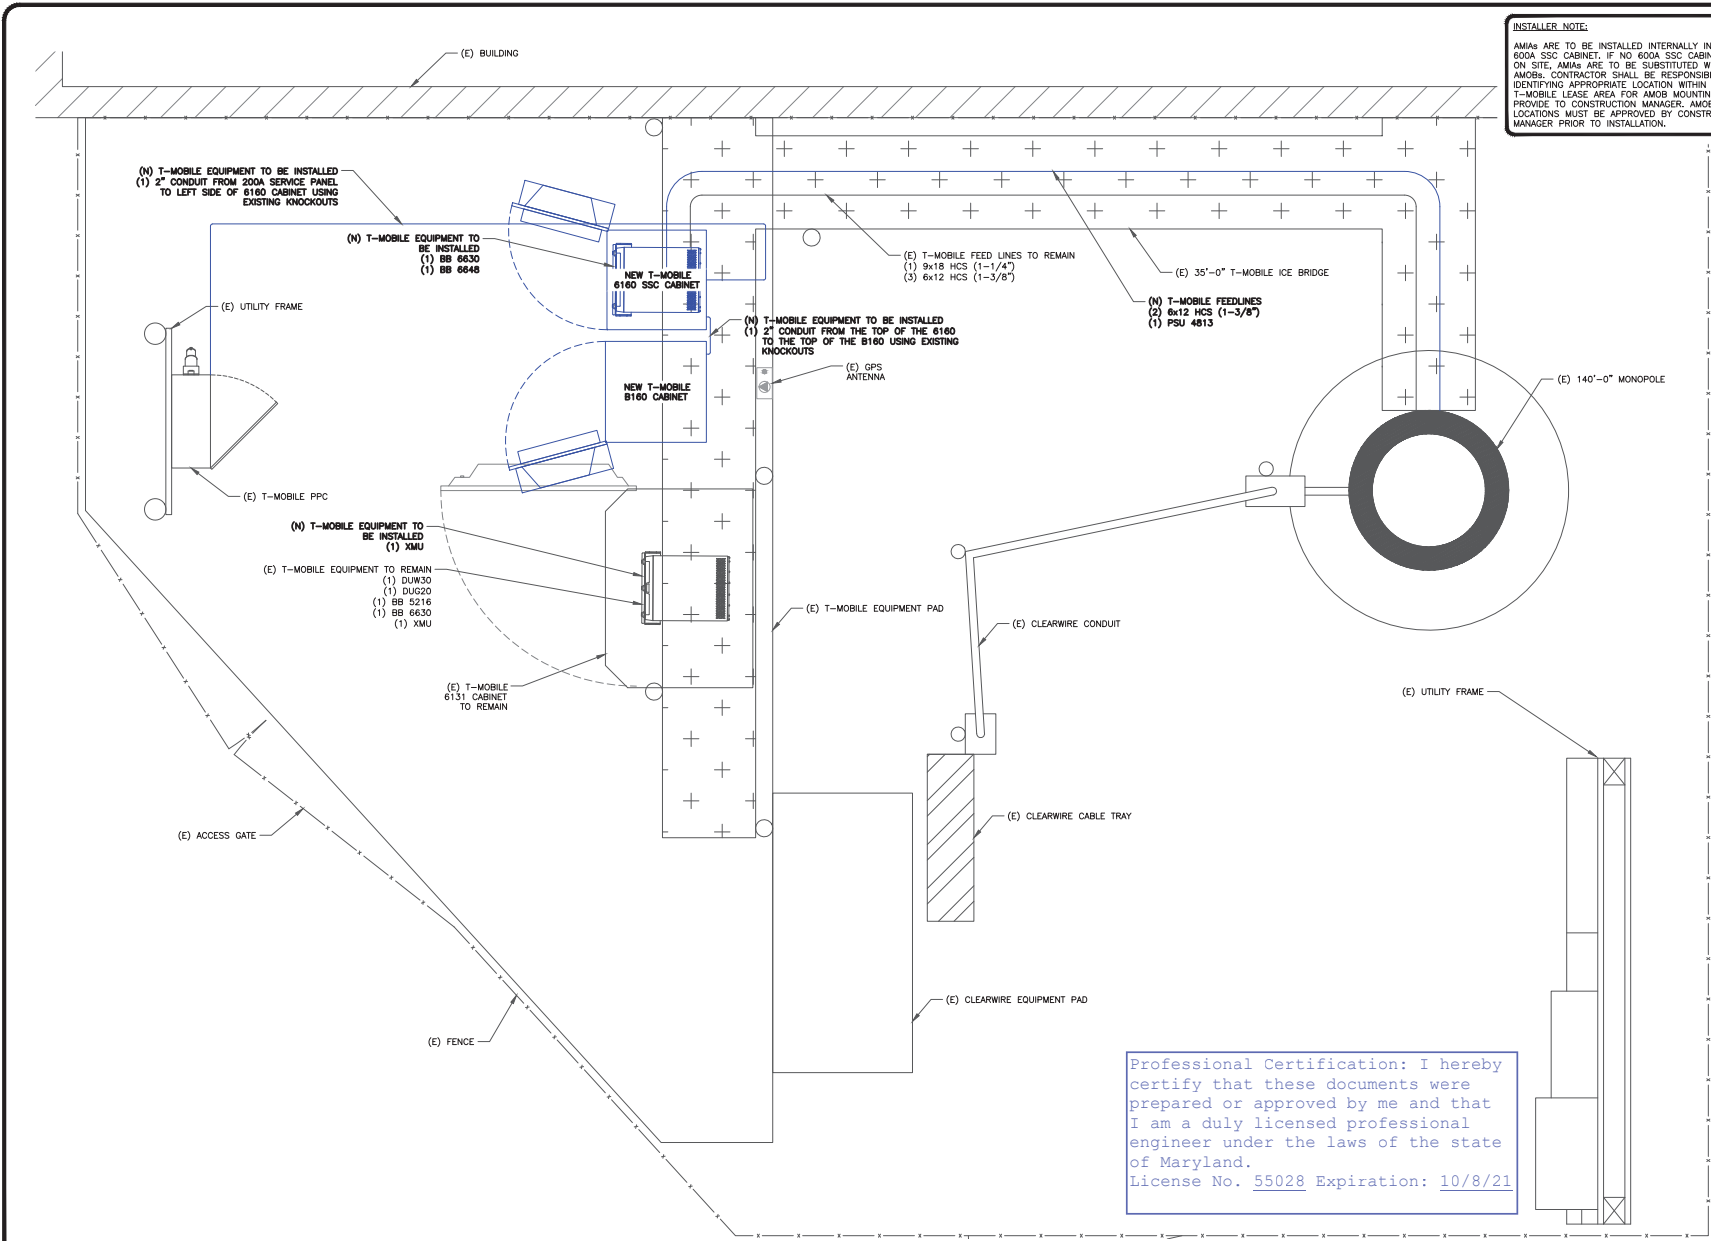 (E) BUILDING
INSTALLER NOTE:
AMIAs ARE TO BE INSTALLED INTERNALLY IN
600A SSC CABINET. IF NO 600A SSC
ON SITE, AMIAs ARE TO BE SUBSTITUTED
AMOBs. CONTRACTOR SHALL BE
IDENTIFYING APPROPRIATE LOCATION WITHIN
T-MOBILE LEASE AREA FOR AMOB
PROVIDE TO CONSTRUCTION MANAGER.
LOCATIONS MUST BE APPROVED BY
MANAGER PRIOR TO INSTALLATION.
(N) T-MOBILE EQUIPMENT TO BE INSTALLED
(1) 2" CONDUIT FROM 200A SERVICE PANEL
TO LEFT SIDE OF 6160 CABINET USING
EXISTING KNOCKOUTS
(N) T-MOBILE EQUIPMENT TO
BE INSTALLED
(1) BB 6630
(1) BB 6648
NEW T-MOBILE
6160 SSC CABINET
(E) T-MOBILE FEED LINES TO REMAIN
(1) 9x18 HCS (1-1/4")
(3) 6x12 HCS (1-3/8")
(E) 35'-0" T-MOBILE ICE BRIDGE
(N) T-MOBILE FEEDLINES
(2) 6x12 HCS (1-3/8")
(1) PSU 4813
(E) UTILITY FRAME
(N) T-MOBILE EQUIPMENT TO BE INSTALLED
(1) 2" CONDUIT FROM THE TOP OF THE 6160
TO THE TOP OF THE B160 USING EXISTING
KNOCKOUTS
(E) GPS
ANTENNA
NEW T-MOBILE
B160 CABINET
(E) 140'-0" MONOPOLE
(E) T-MOBILE PPC
(N) T-MOBILE EQUIPMENT TO
BE INSTALLED
(1) XMU
(E) T-MOBILE EQUIPMENT TO REMAIN
(1) DUW30
(1) DUG20
(1) BB 5216
(1) BB 6630
(1) XMU
(E) T-MOBILE EQUIPMENT PAD
(E) CLEARWIRE CONDUIT
(E) T-MOBILE
6131 CABINET
TO REMAIN
(E) UTILITY FRAME
(E) ACCESS GATE
(E) CLEARWIRE CABLE TRAY
(E) CLEARWIRE EQUIPMENT PAD
(E) FENCE
Professional Certification: I hereby
certify that these documents were
prepared or approved by me and that
I am a duly licensed professional
engineer under the laws of the state
of Maryland.
License No. 55028 Expiration: 10/8/21